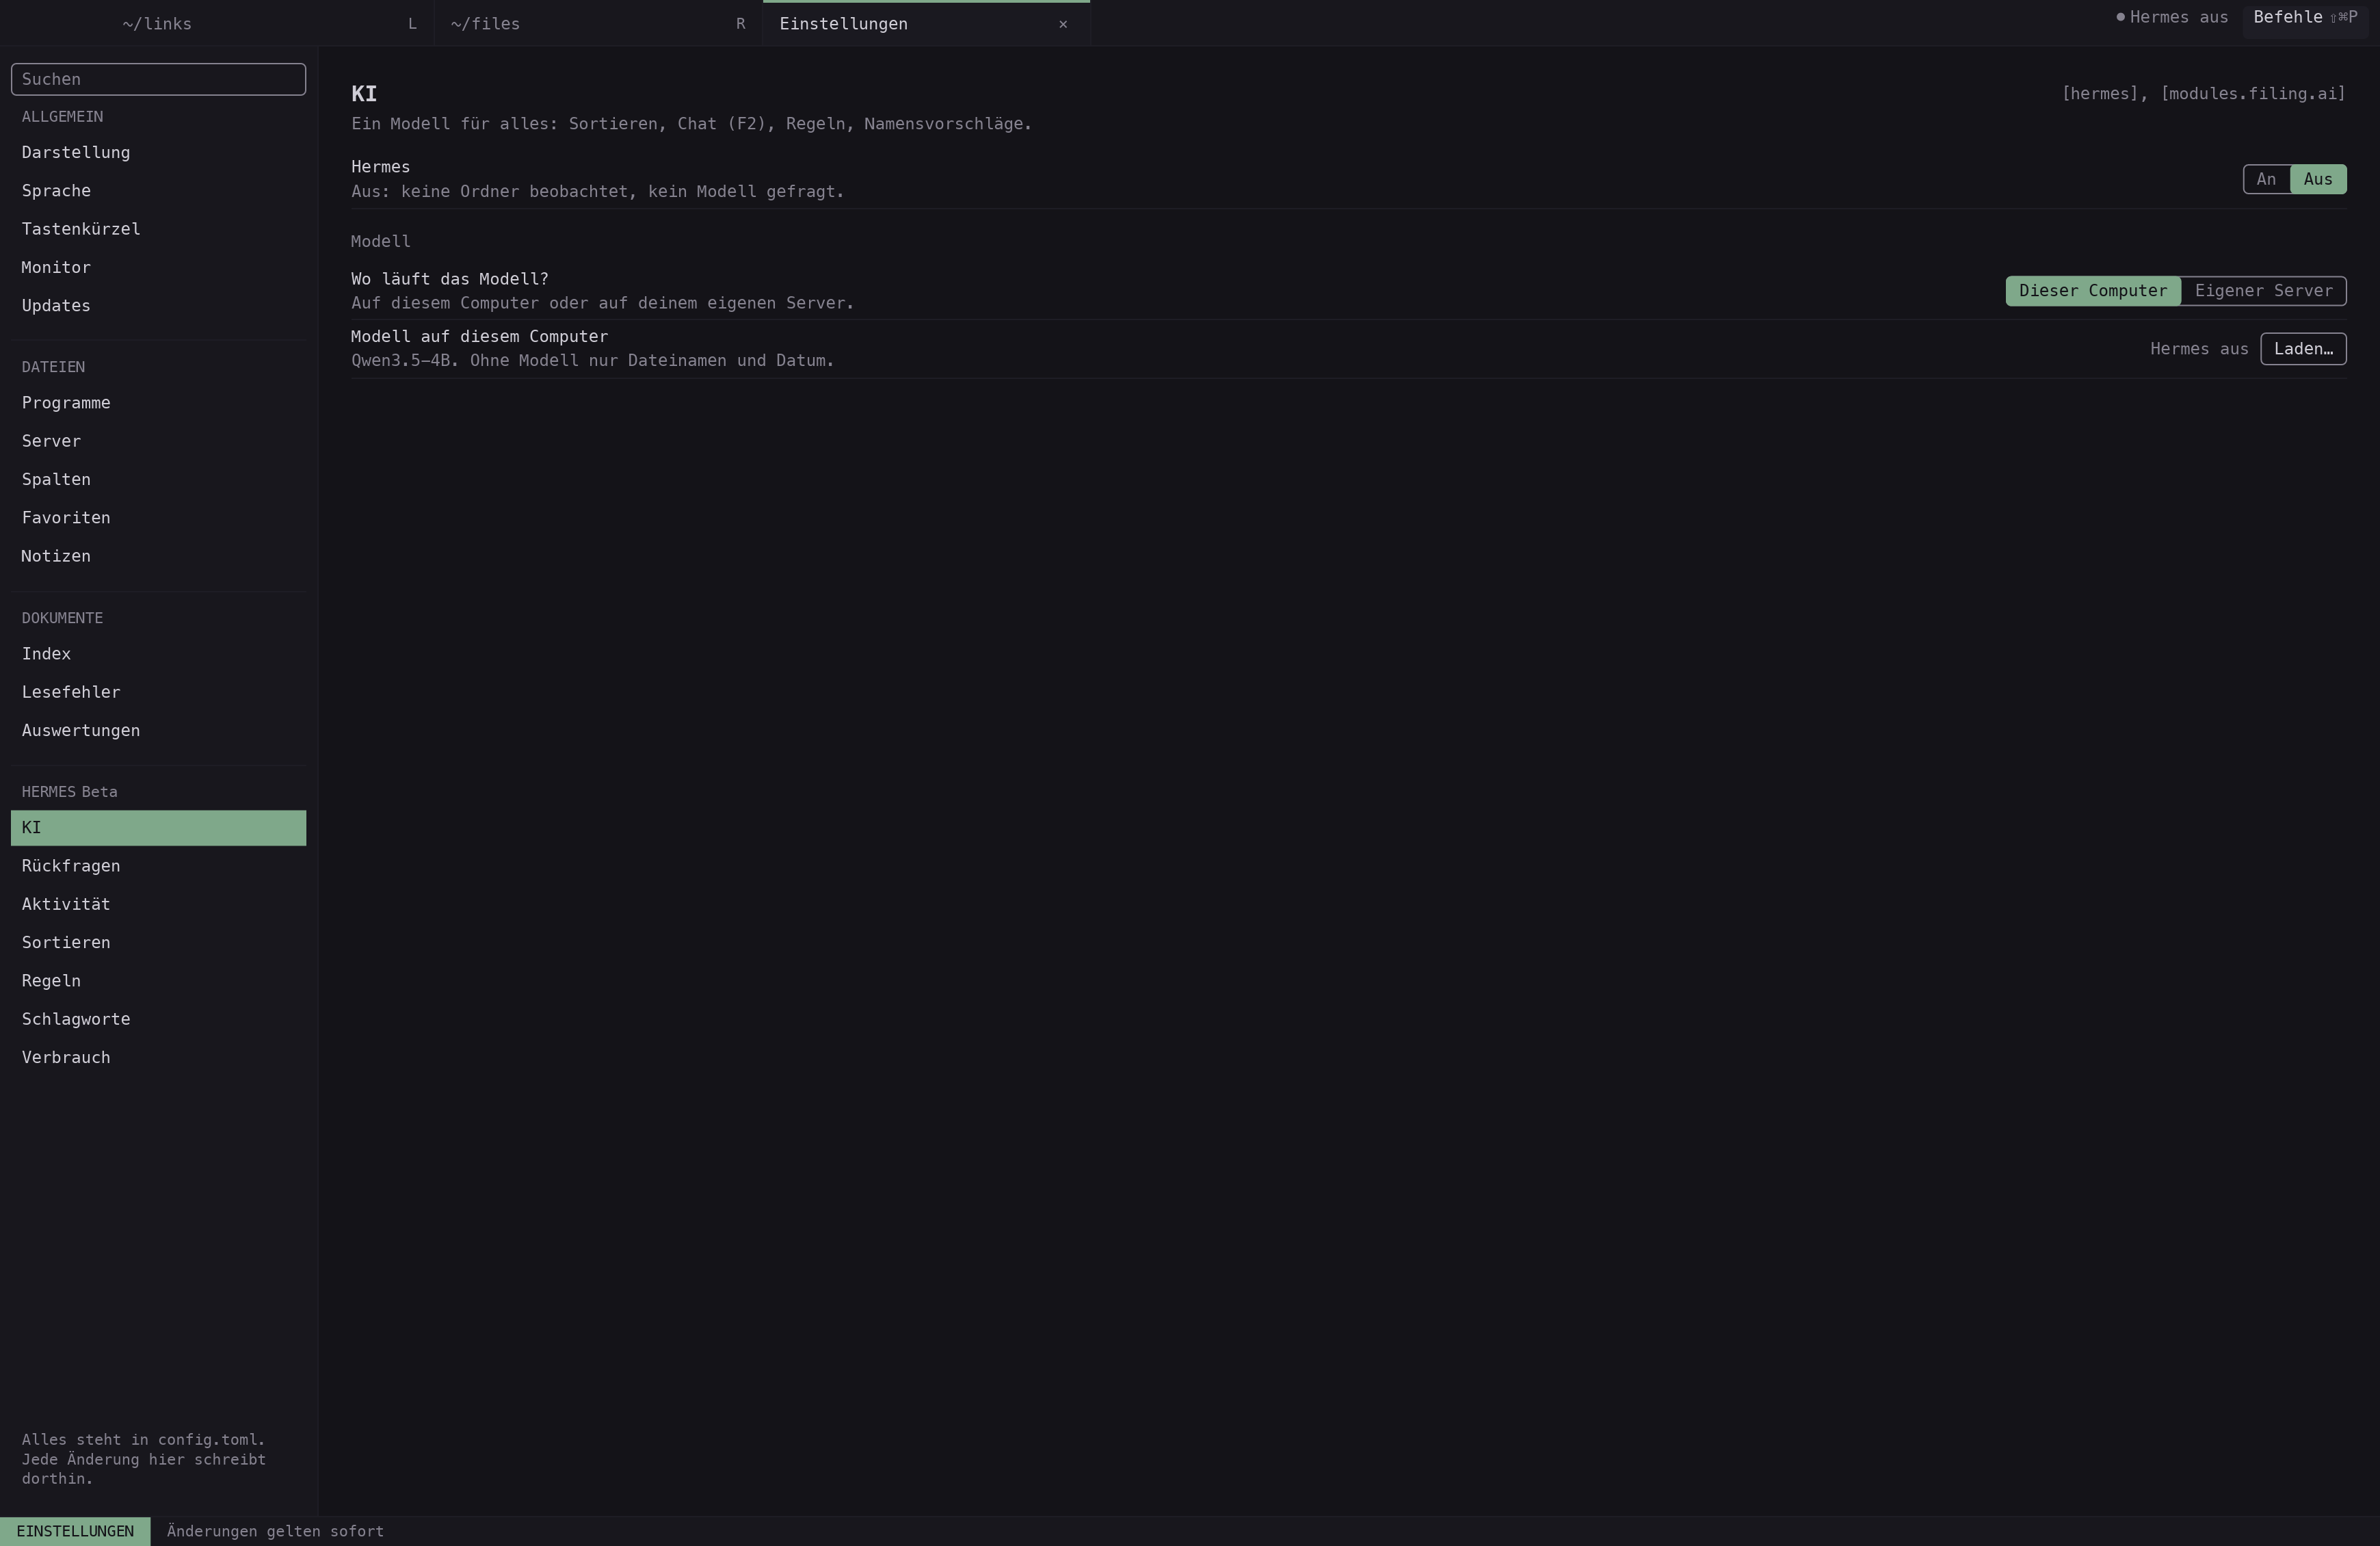 ~/links L ~/files R Einstellungen × ● Hermes aus Befehle ⇧⌘P
Suchen
ALLGEMEIN
Darstellung
Sprache
Tastenkürzel
Monitor
Updates
DATEIEN
Programme
Server
Spalten
Favoriten
Notizen
DOKUMENTE
Index
Lesefehler
Auswertungen
HERMES Beta
KI
Rückfragen
Aktivität
Sortieren
Regeln
Schlagworte
Verbrauch
Alles steht in config.toml.
Jede Änderung hier schreibt
dorthin.
KI [hermes], [modules.filing.ai]
Ein Modell für alles: Sortieren, Chat (F2), Regeln, Namensvorschläge.
Hermes
Aus: keine Ordner beobachtet, kein Modell gefragt.
An Aus
Modell
Wo läuft das Modell?
Auf diesem Computer oder auf deinem eigenen Server.
Dieser Computer Eigener Server
Modell auf diesem Computer
Qwen3.5–4B. Ohne Modell nur Dateinamen und Datum.
Hermes aus Laden…
EINSTELLUNGEN Änderungen gelten sofort